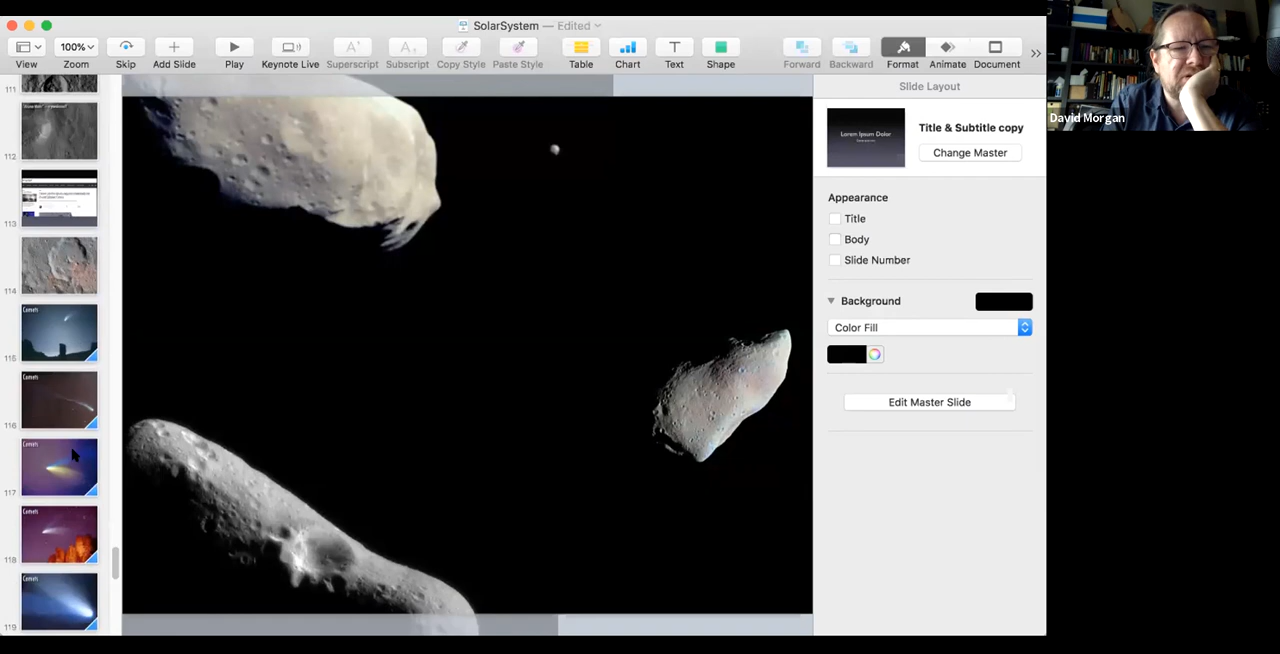 SolarSystem — Edited
100%
View
Zoom
Skip
Add Slide
Play
Keynote Live
Superscript
Subscript
Copy Style
Paste Style
Table
Chart
Text
Shape
Forward
Backward
Format
Animate
Document
Slide Layout
Lorem Ipsum Dolor
Title & Subtitle copy
Change Master
Appearance
Title
Body
Slide Number
Background
Color Fill
Edit Master Slide
David Morgan
111
112
113
114
Comets
115
Comets
116
Comets
117
Comets
118
Comets
119